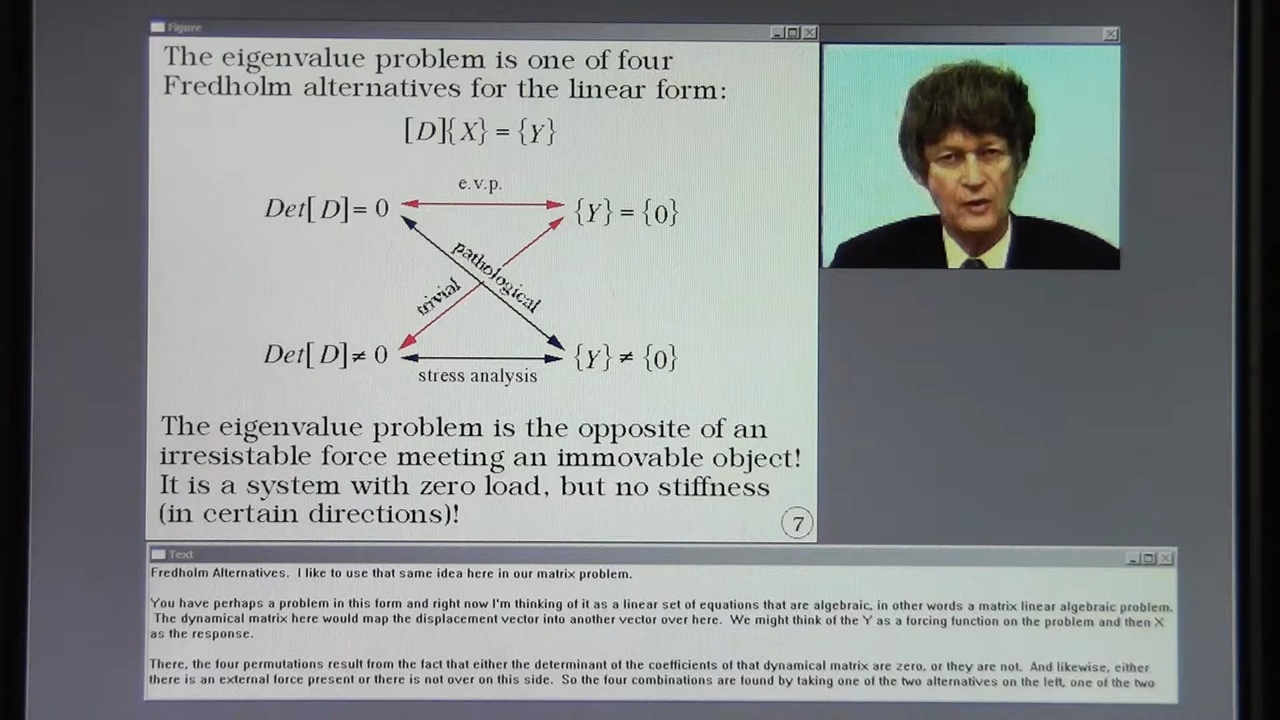 Figure
The eigenvalue problem is one of four
Fredholm alternatives for the linear form:
[D]{X} = {Y}
e.v.p.
Det[D]= 0
{Y} = {0}
pathological
trivial
Det[D]≠ 0
{Y} ≠ {0}
stress analysis
The eigenvalue problem is the opposite of an
irresistable force meeting an immovable object!
It is a system with zero load, but no stiffness
(in certain directions)!
7
Text
Fredholm Alternatives. I like to use that same idea here in our matrix problem.
You have perhaps a problem in this form and right now I'm thinking of it as a linear set of equations that are algebraic, in other words a matrix linear algebraic problem.
The dynamical matrix here would map the displacement vector into another vector over here. We might think of the Y as a forcing function on the problem and then X
as the response.
There, the four permutations result from the fact that either the determinant of the coefficients of that dynamical matrix are zero, or they are not. And likewise, either
there is an external force present or there is not over on this side. So the four combinations are found by taking one of the two alternatives on the left, one of the two